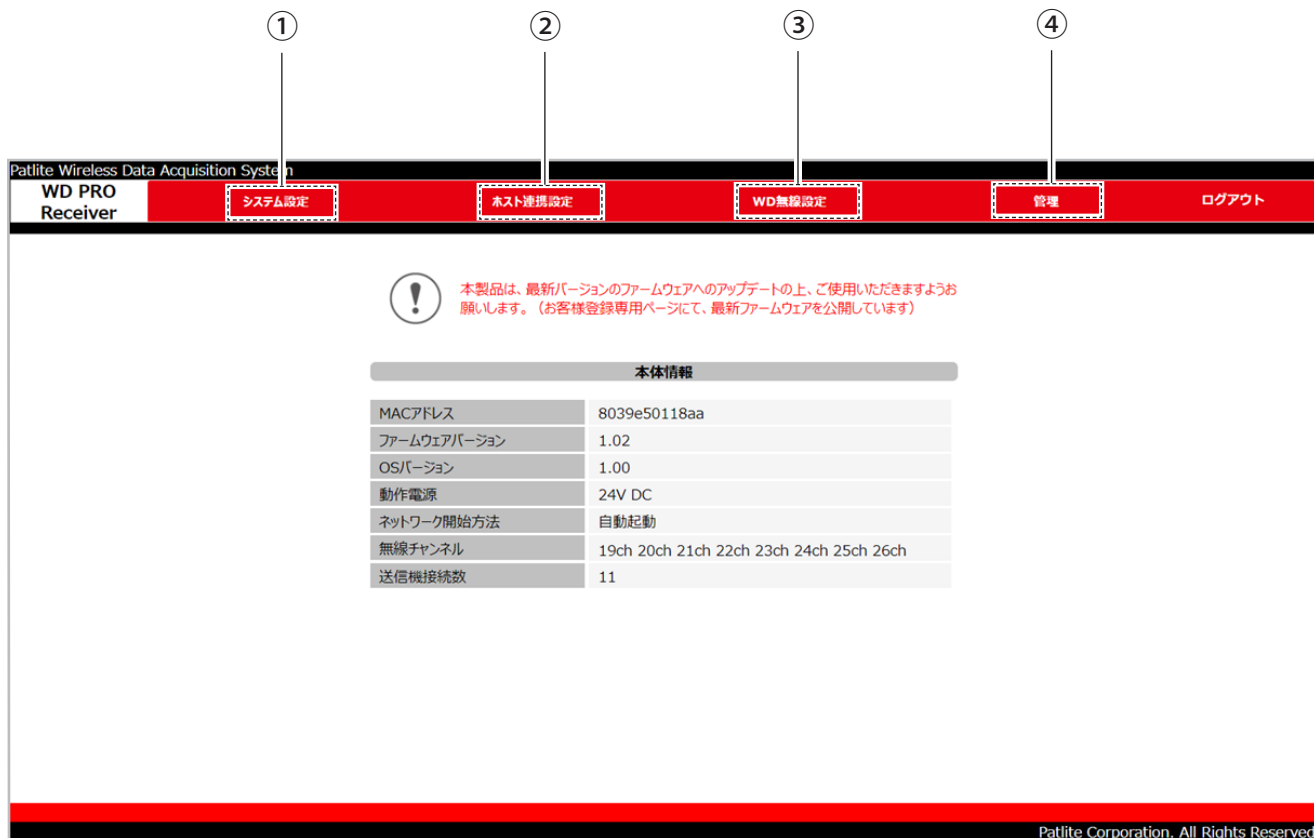 ① ② ③ ④
Patlite Wireless Data Acquisition System
WD PRO
Receiver
システム設定 ホスト連携設定 WD無線設定 管理 ログアウト
本製品は、最新バージョンのファームウェアへのアップデートの上、ご使用いただきますようお
願いします。（お客様登録専用ページにて、最新ファームウェアを公開しています）
本体情報
MACアドレス 8039e50118aa
ファームウェアバージョン 1.02
OSバージョン 1.00
動作電源 24V DC
ネットワーク開始方法 自動起動
無線チャンネル 19ch 20ch 21ch 22ch 23ch 24ch 25ch 26ch
送信機接続数 11
Patlite Corporation. All Rights Reserved